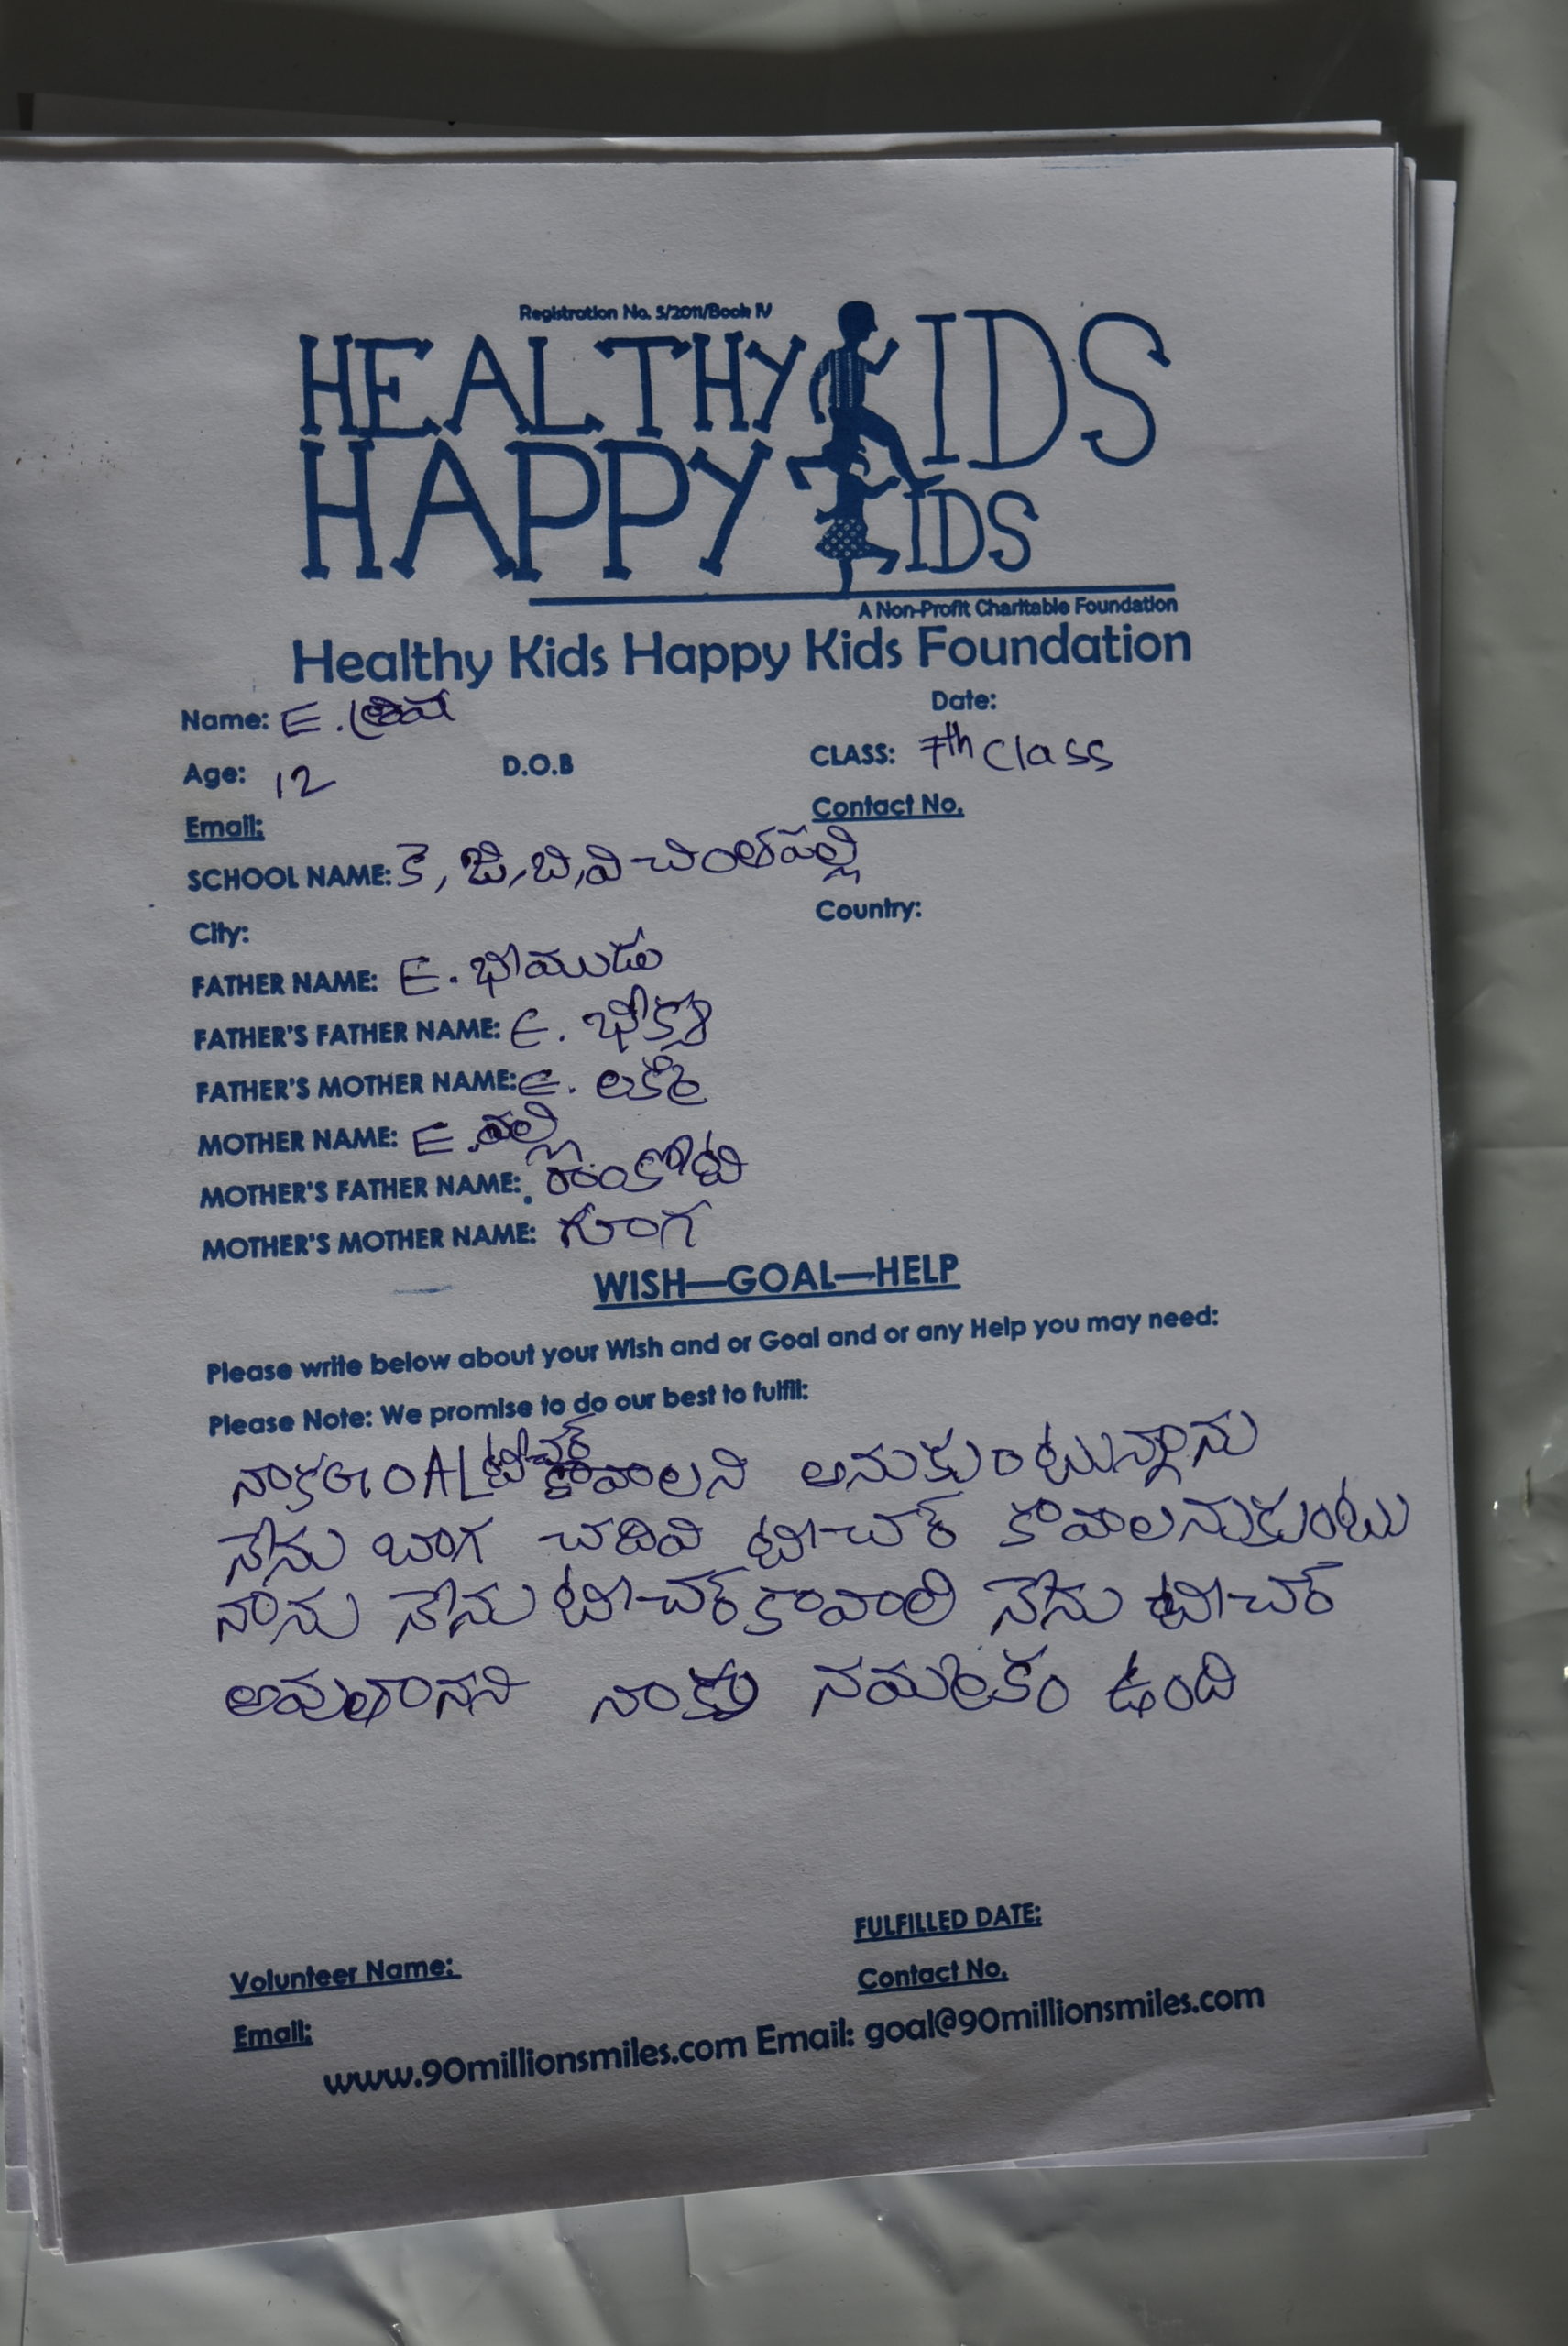 Registration No. 5/2011/Book IV
HEALTHY KIDS
HAPPY KIDS
A Non-Profit Charitable Foundation
Healthy Kids Happy Kids Foundation
Name: E. Date:
Age: 12 D.O.B CLASS: 7th class
Email: Contact No.
SCHOOL NAME: కె, జి, బి, వి చింతపల్లి
City: Country:
FATHER NAME: E. భీముడు
FATHER'S FATHER NAME: E.
FATHER'S MOTHER NAME: E. లక్ష్మి
MOTHER NAME: E.
MOTHER'S FATHER NAME: రాంకోటి
MOTHER'S MOTHER NAME: గంగ
WISH—GOAL—HELP
Please write below about your Wish and or Goal and or any Help you may need:
Please Note: We promise to do our best to fulfil:
నాక GOAL టీచర్ కావాలని అనుకుంటున్నాను
నేను బాగ చదివి టీచార్ కావాలనుకుంటు
నాను నేను టీచర్ కావాలి నేను టీచర్
అవుతానని నాకు నమ్మకం ఉంది
FULFILLED DATE:
Volunteer Name: Contact No.
Email:
www.90millionsmiles.com Email: goal@90millionsmiles.com